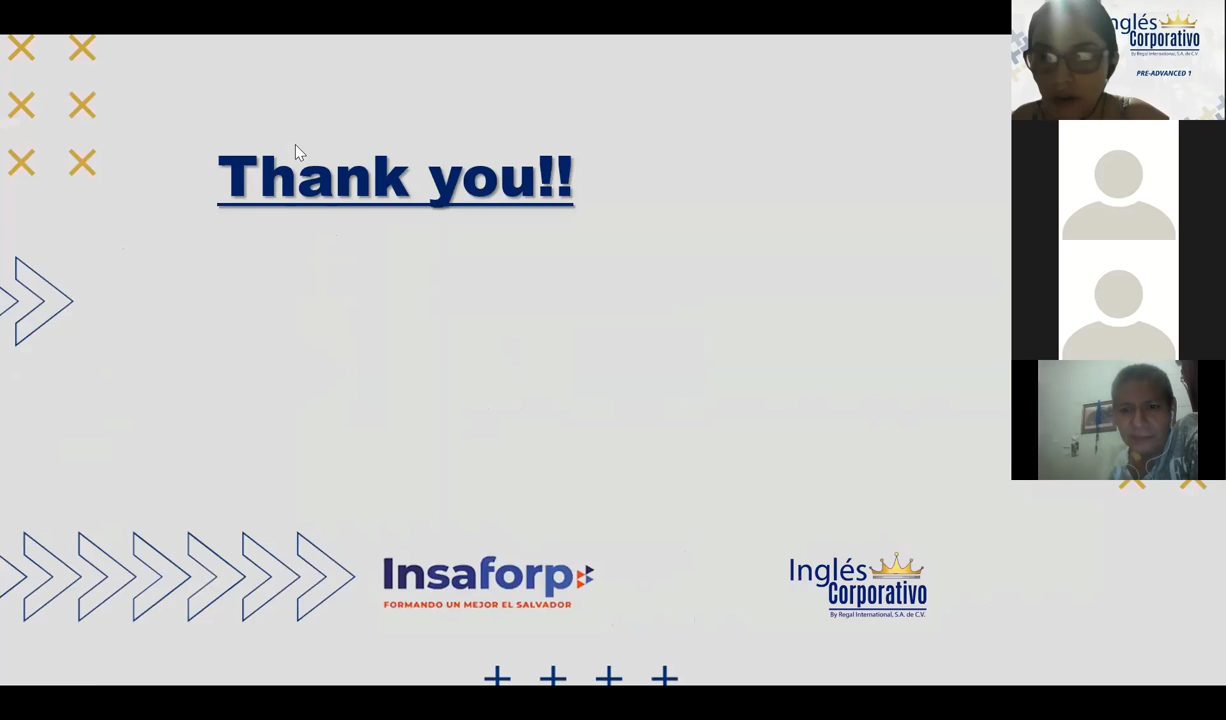 Thank you!!
Insaforp
FORMANDO UN MEJOR EL SALVADOR
Inglés
Corporativo
By Regal International, S.A. de C.V.
nglés
Corporativo
By Regal International, S.A. de C.V.
PRE-ADVANCED 1